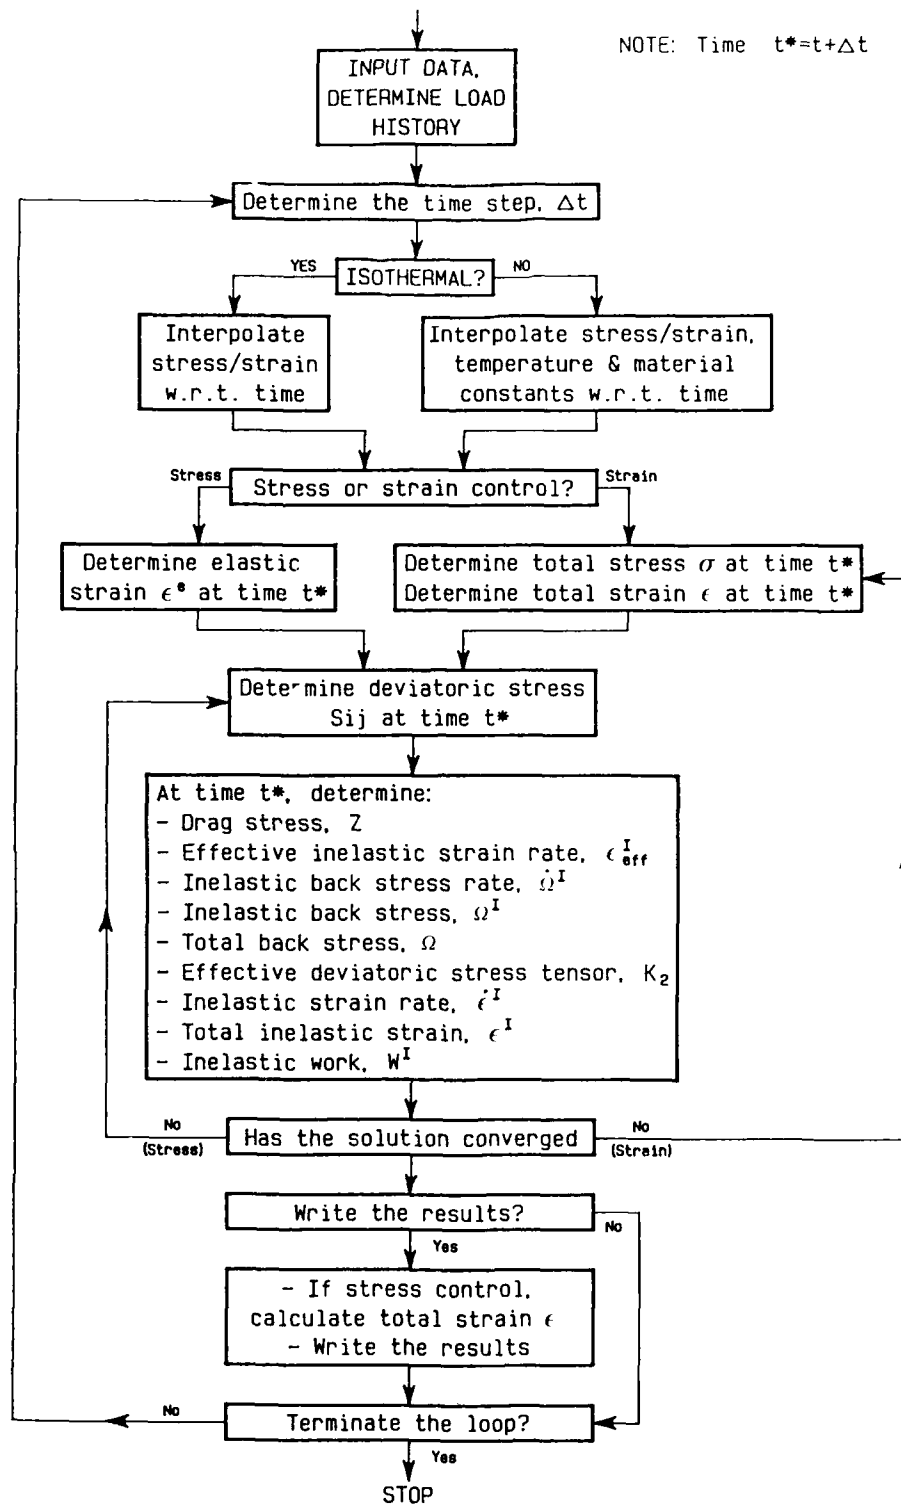 NOTE: Time t*=t+Δt
INPUT DATA,
DETERMINE LOAD
HISTORY
Determine the time step, Δt
YES
ISOTHERMAL?
NO
Interpolate
stress/strain
w.r.t. time
Interpolate stress/strain,
temperature & material
constants w.r.t. time
Stress
Stress or strain control?
Strain
Determine elastic
strain ϵᵉ at time t*
Determine total stress σ at time t*
Determine total strain ϵ at time t*
Determine deviatoric stress
Sij at time t*
At time t*, determine:
- Drag stress, Z
- Effective inelastic strain rate, ϵ^I_eff
- Inelastic back stress rate, Ω̇^I
- Inelastic back stress, Ω^I
- Total back stress, Ω
- Effective deviatoric stress tensor, K₂
- Inelastic strain rate, ϵ̇^I
- Total inelastic strain, ϵ^I
- Inelastic work, W^I
No
(Stress)
Has the solution converged
No
(Strain)
Write the results?
No
Yes
- If stress control,
calculate total strain ϵ
- Write the results
No
Terminate the loop?
Yes
STOP